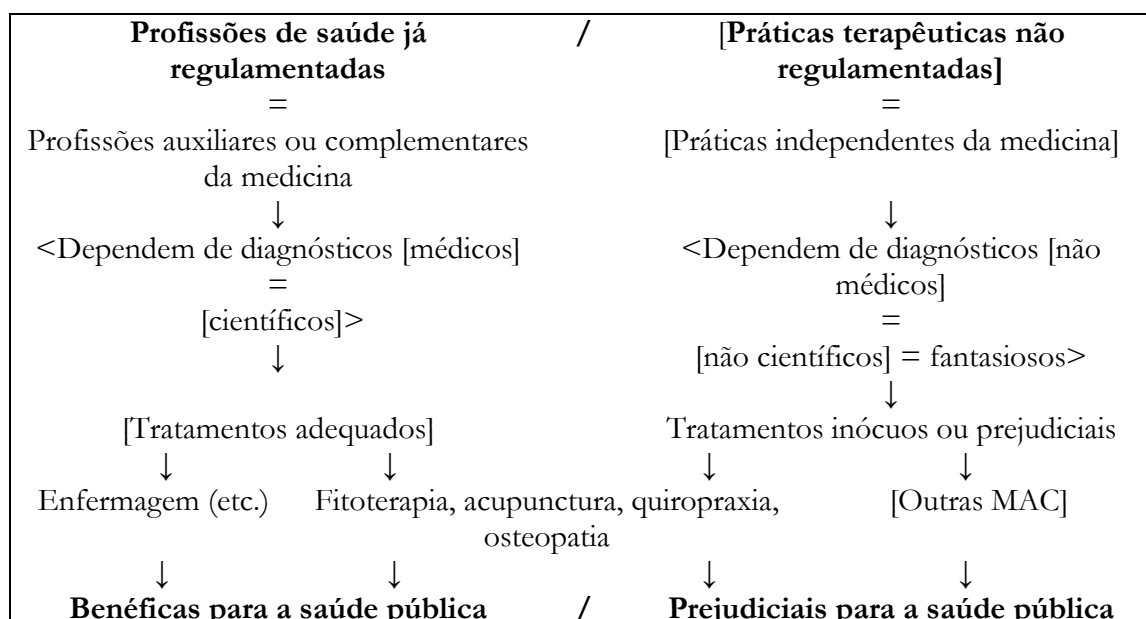 Profissões de saúde já / [Práticas terapêuticas não
regulamentadas regulamentadas]
= =
Profissões auxiliares ou complementares [Práticas independentes da medicina]
da medicina
↓ ↓
<Dependem de diagnósticos [médicos] <Dependem de diagnósticos [não
= médicos]
[científicos]> =
↓ [não científicos] = fantasiosos>
↓
[Tratamentos adequados] Tratamentos inócuos ou prejudiciais
↓ ↓ ↓ ↓
Enfermagem (etc.) Fitoterapia, acupunctura, quiropraxia, [Outras MAC]
osteopatia
↓ ↓ ↓ ↓
Benéficas para a saúde pública / Prejudiciais para a saúde pública